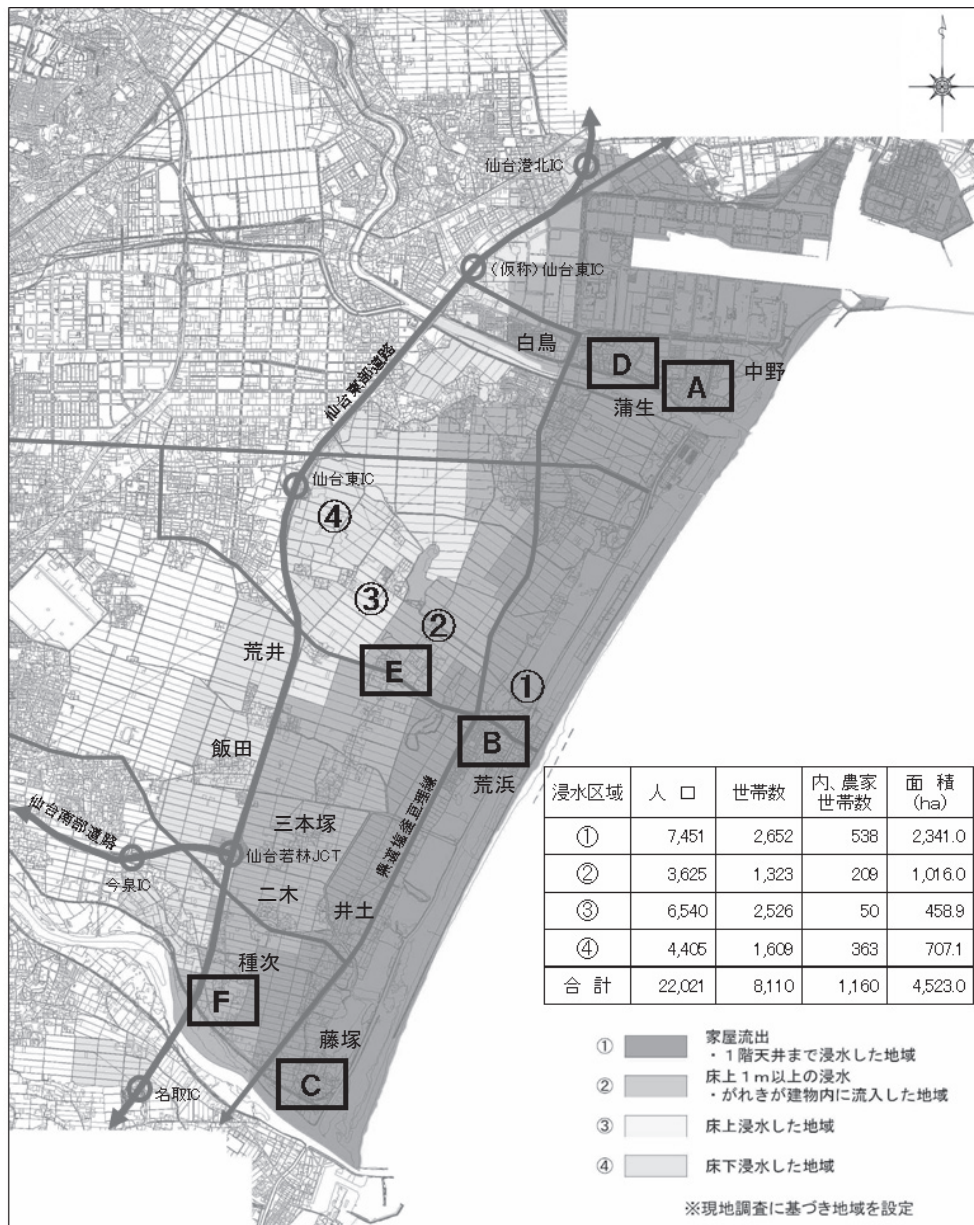 仙台港北IC
(仮称)仙台東IC
白鳥
D
A
中野
蒲生
仙台東部道路
仙台東IC
④
③
②
荒井
E
①
B
荒浜
飯田
県道塩釜亘理線
三本塚
仙台南部道路
仙台若林JCT
今泉IC
二木
井土
種次
F
藤塚
C
名取IC
浸水区域 人口 世帯数 内、農家世帯数 面積(ha)
① 7,451 2,652 538 2,341.0
② 3,625 1,323 209 1,016.0
③ 6,540 2,526 50 458.9
④ 4,405 1,609 363 707.1
合計 22,021 8,110 1,160 4,523.0
① 家屋流出
・1階天井まで浸水した地域
② 床上1m以上の浸水
・がれきが建物内に流入した地域
③ 床上浸水した地域
④ 床下浸水した地域
※現地調査に基づき地域を設定